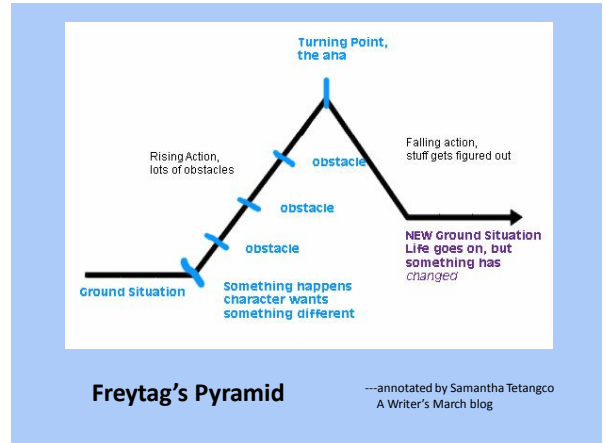 Turning Point,
the aha
Rising Action,
lots of obstacles
Falling action,
stuff gets figured out
obstacle
obstacle
obstacle
NEW Ground Situation
Life goes on, but
something has
changed
Ground Situation
Something happens
character wants
something different
Freytag's Pyramid
---annotated by Samantha Tetangco
A Writer's March blog